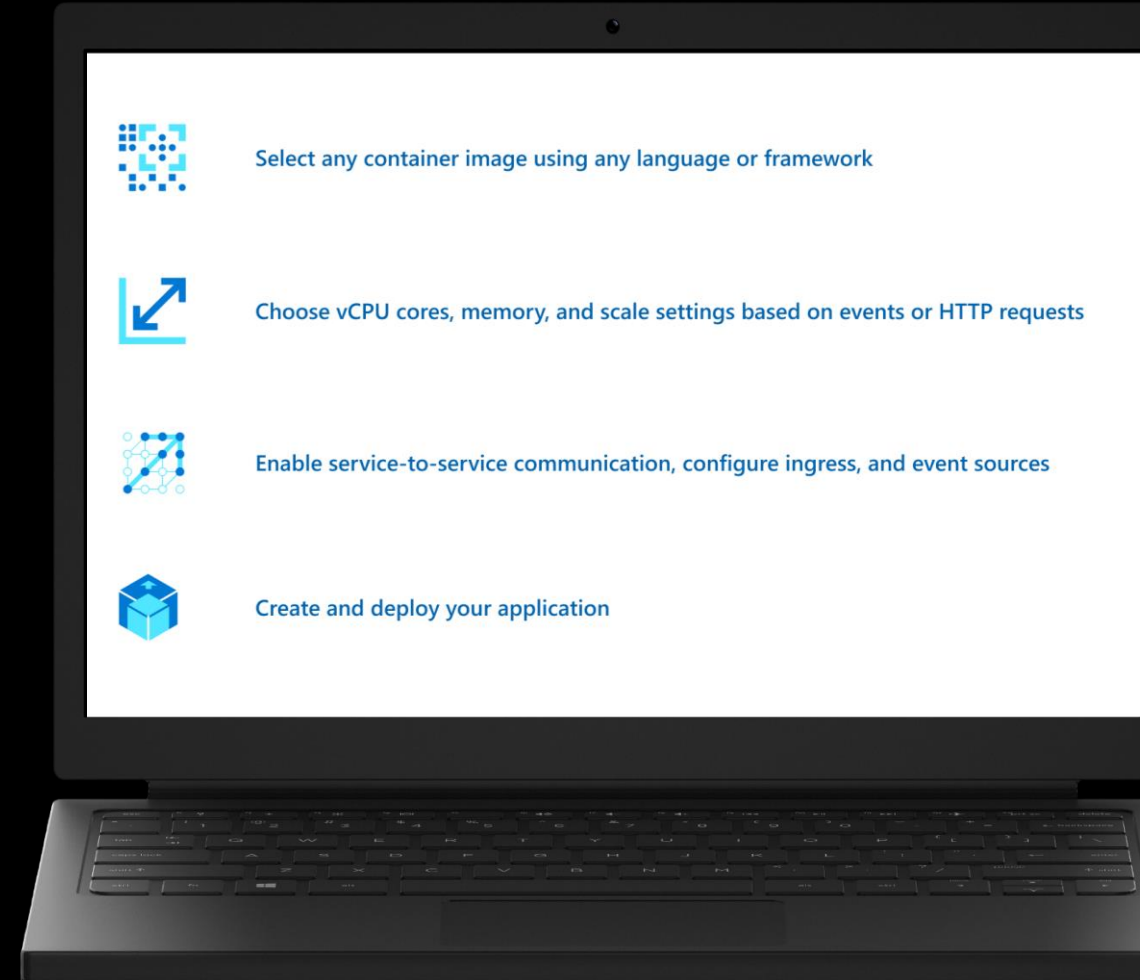 Select any container image using any language or framework
Choose vCPU cores, memory, and scale settings based on events or HTTP requests
Enable service-to-service communication, configure ingress, and event sources
Create and deploy your application